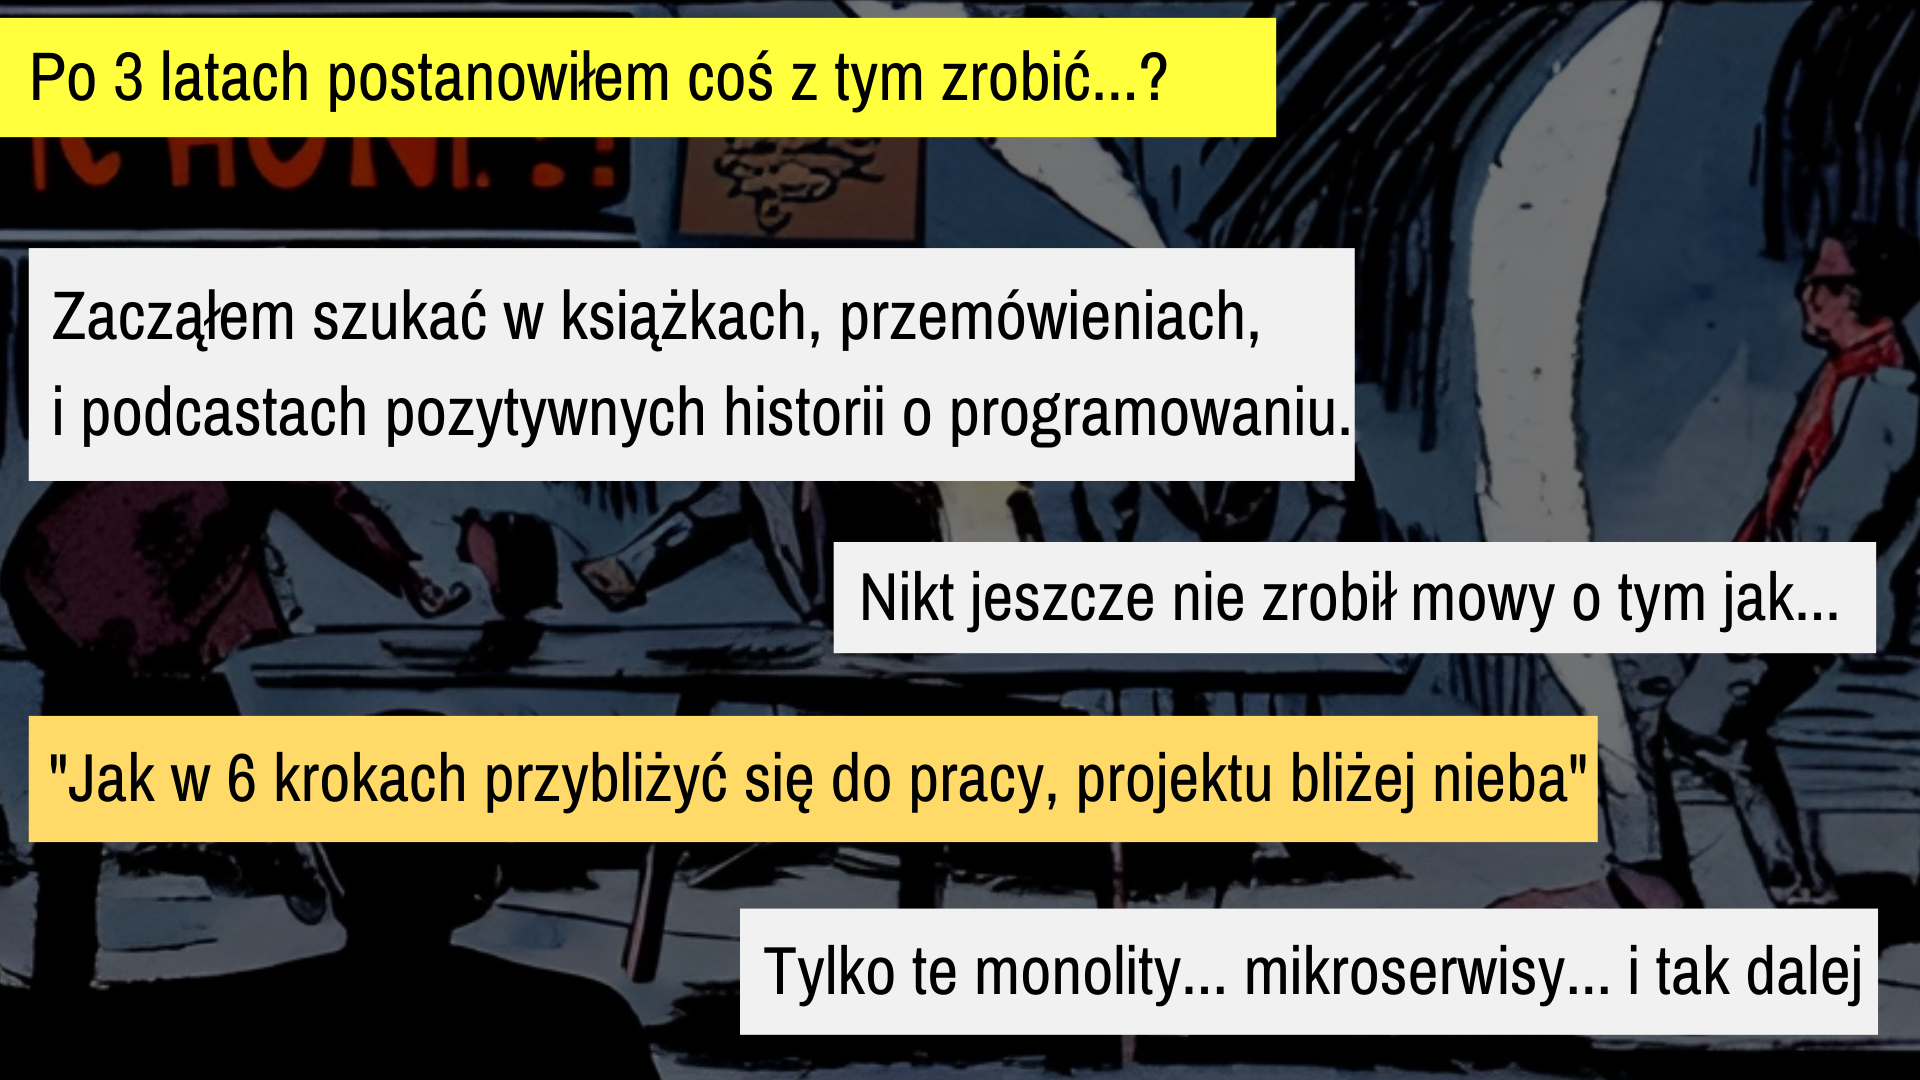 Po 3 latach postanowiłem coś z tym zrobić...?
Zacząłem szukać w książkach, przemówieniach,
i podcastach pozytywnych historii o programowaniu.
Nikt jeszcze nie zrobił mowy o tym jak...
"Jak w 6 krokach przybliżyć się do pracy, projektu bliżej nieba"
Tylko te monolity... mikroserwisy... i tak dalej